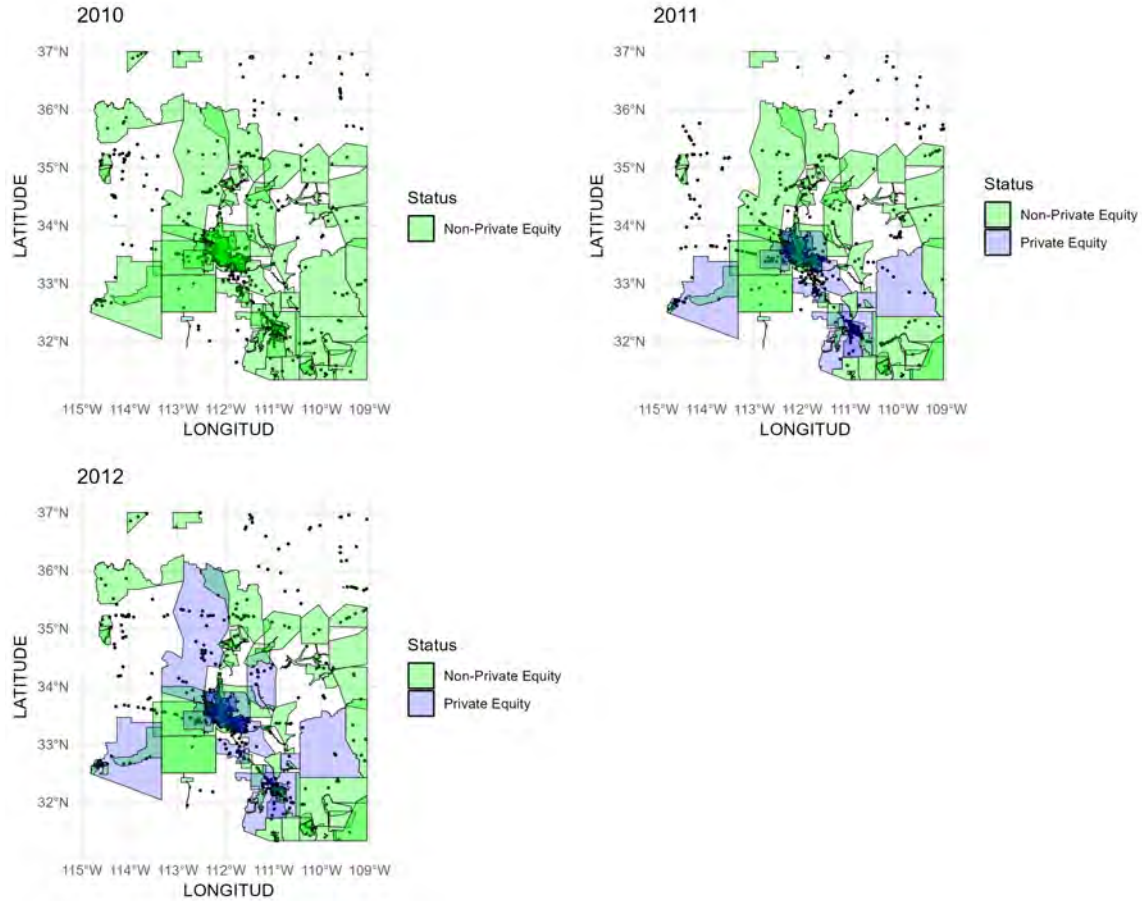 2010
37°N
36°N
35°N
34°N
33°N
32°N
LATITUDE
115°W 114°W 113°W 112°W 111°W 110°W 109°W
LONGITUD
Status
Non-Private Equity
2011
37°N
36°N
35°N
34°N
33°N
32°N
LATITUDE
115°W 114°W 113°W 112°W 111°W 110°W 109°W
LONGITUD
Status
Non-Private Equity
Private Equity
2012
37°N
36°N
35°N
34°N
33°N
32°N
LATITUDE
115°W 114°W 113°W 112°W 111°W 110°W 109°W
LONGITUD
Status
Non-Private Equity
Private Equity